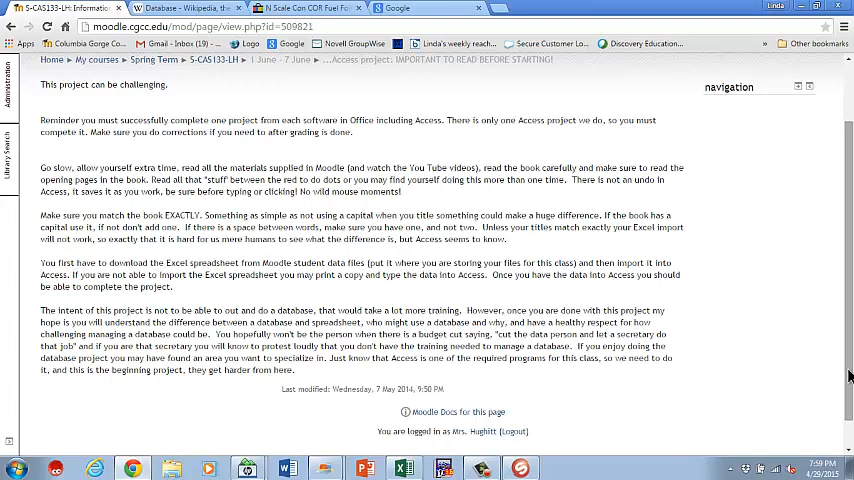 S-CAS133-LH: Information
Database - Wikipedia, the
N Scale Con COR Fuel Fo
Google
Linda
moodle.cgcc.edu/mod/page/view.php?id=509821
Apps Columbia Gorge Com Gmail - Inbox (19) - Google Novell GroupWise Linda's weekly reach... Secure Customer Lo... Discovery Education... » Other bookmarks
Home ▸ My courses ▸ Spring Term ▸ S-CAS133-LH ▸ 1 June - 7 June ▸ ...Access project: IMPORTANT TO READ BEFORE STARTING!
Administration
Library Search
navigation
This project can be challenging.
Reminder you must successfully complete one project from each software in Office including Access. There is only one Access project we do, so you must
compete it. Make sure you do corrections if you need to after grading is done.
Go slow, allow yourself extra time, read all the materials supplied in Moodle (and watch the You Tube videos), read the book carefully and make sure to read the
opening pages in the book. Read all that "stuff' between the red to do dots or you may find yourself doing this more than one time. There is not an undo in
Access, it saves it as you work, be sure before typing or clicking! No wild mouse moments!
Make sure you match the book EXACTLY. Something as simple as not using a capital when you title something could make a huge difference. If the book has a
capital use it, if not don't add one. If there is a space between words, make sure you have one, and not two. Unless your titles match exactly your Excel import
will not work, so exactly that it is hard for us mere humans to see what the difference is, but Access seems to know.
You first have to download the Excel spreadsheet from Moodle student data files (put it where you are storing your files for this class) and then import it into
Access. If you are not able to import the Excel spreadsheet you may print a copy and type the data into Access. Once you have the data into Access you should
be able to complete the project.
The intent of this project is not to be able to out and do a database, that would take a lot more training. However, once you are done with this project my
hope is you will understand the difference between a database and spreadsheet, who might use a database and why, and have a healthy respect for how
challenging managing a database could be. You hopefully won't be the person when there is a budget cut saying, "cut the data person and let a secretary do
that job" and if you are that secretary you will know to protest loudly that you don't have the training needed to manage a database. If you enjoy doing the
database project you may have found an area you want to specialize in. Just know that Access is one of the required programs for this class, so we need to do
it, and this is the beginning project, they get harder from here.
Last modified: Wednesday, 7 May 2014, 9:50 PM
Moodle Docs for this page
You are logged in as Mrs. Hughitt (Logout)
7:59 PM
4/29/2015